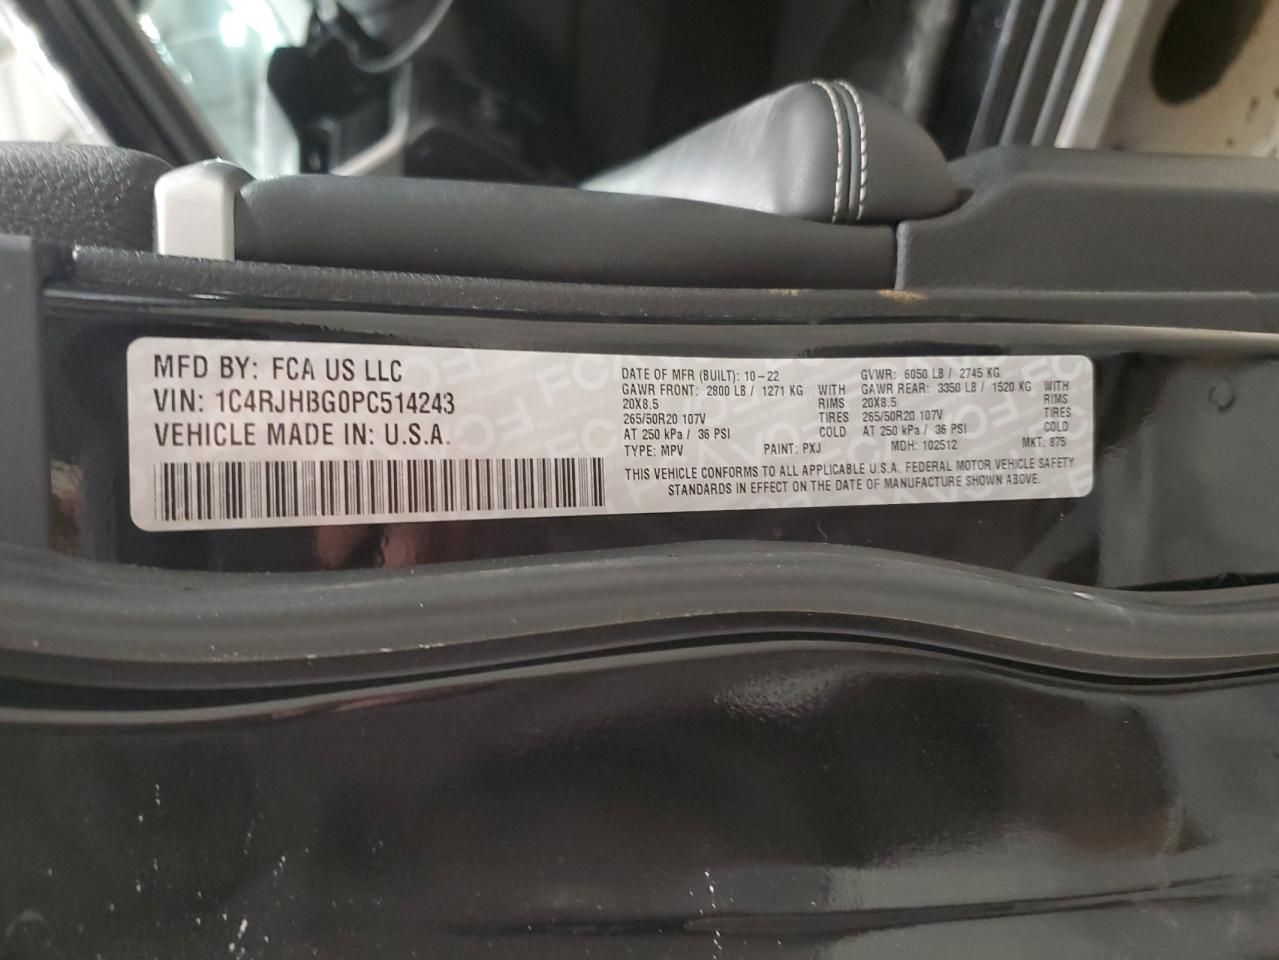 MFD BY: FCA US LLC
VIN: 1C4RJHBG0PC514243
VEHICLE MADE IN: U.S.A.
DATE OF MFR (BUILT): 10-22 GVWR: 6050 LB / 2745 KG
GAWR FRONT: 2800 LB / 1271 KG WITH GAWR REAR: 3350 LB / 1520 KG WITH
20X8.5 RIMS 20X8.5 RIMS
265/50R20 107V TIRES 265/50R20 107V TIRES
AT 250 kPa / 36 PSI COLD AT 250 kPa / 36 PSI COLD
TYPE: MPV PAINT: PXJ MDH: 102512 MKT: 875
THIS VEHICLE CONFORMS TO ALL APPLICABLE U.S.A. FEDERAL MOTOR VEHICLE SAFETY
STANDARDS IN EFFECT ON THE DATE OF MANUFACTURE SHOWN ABOVE.